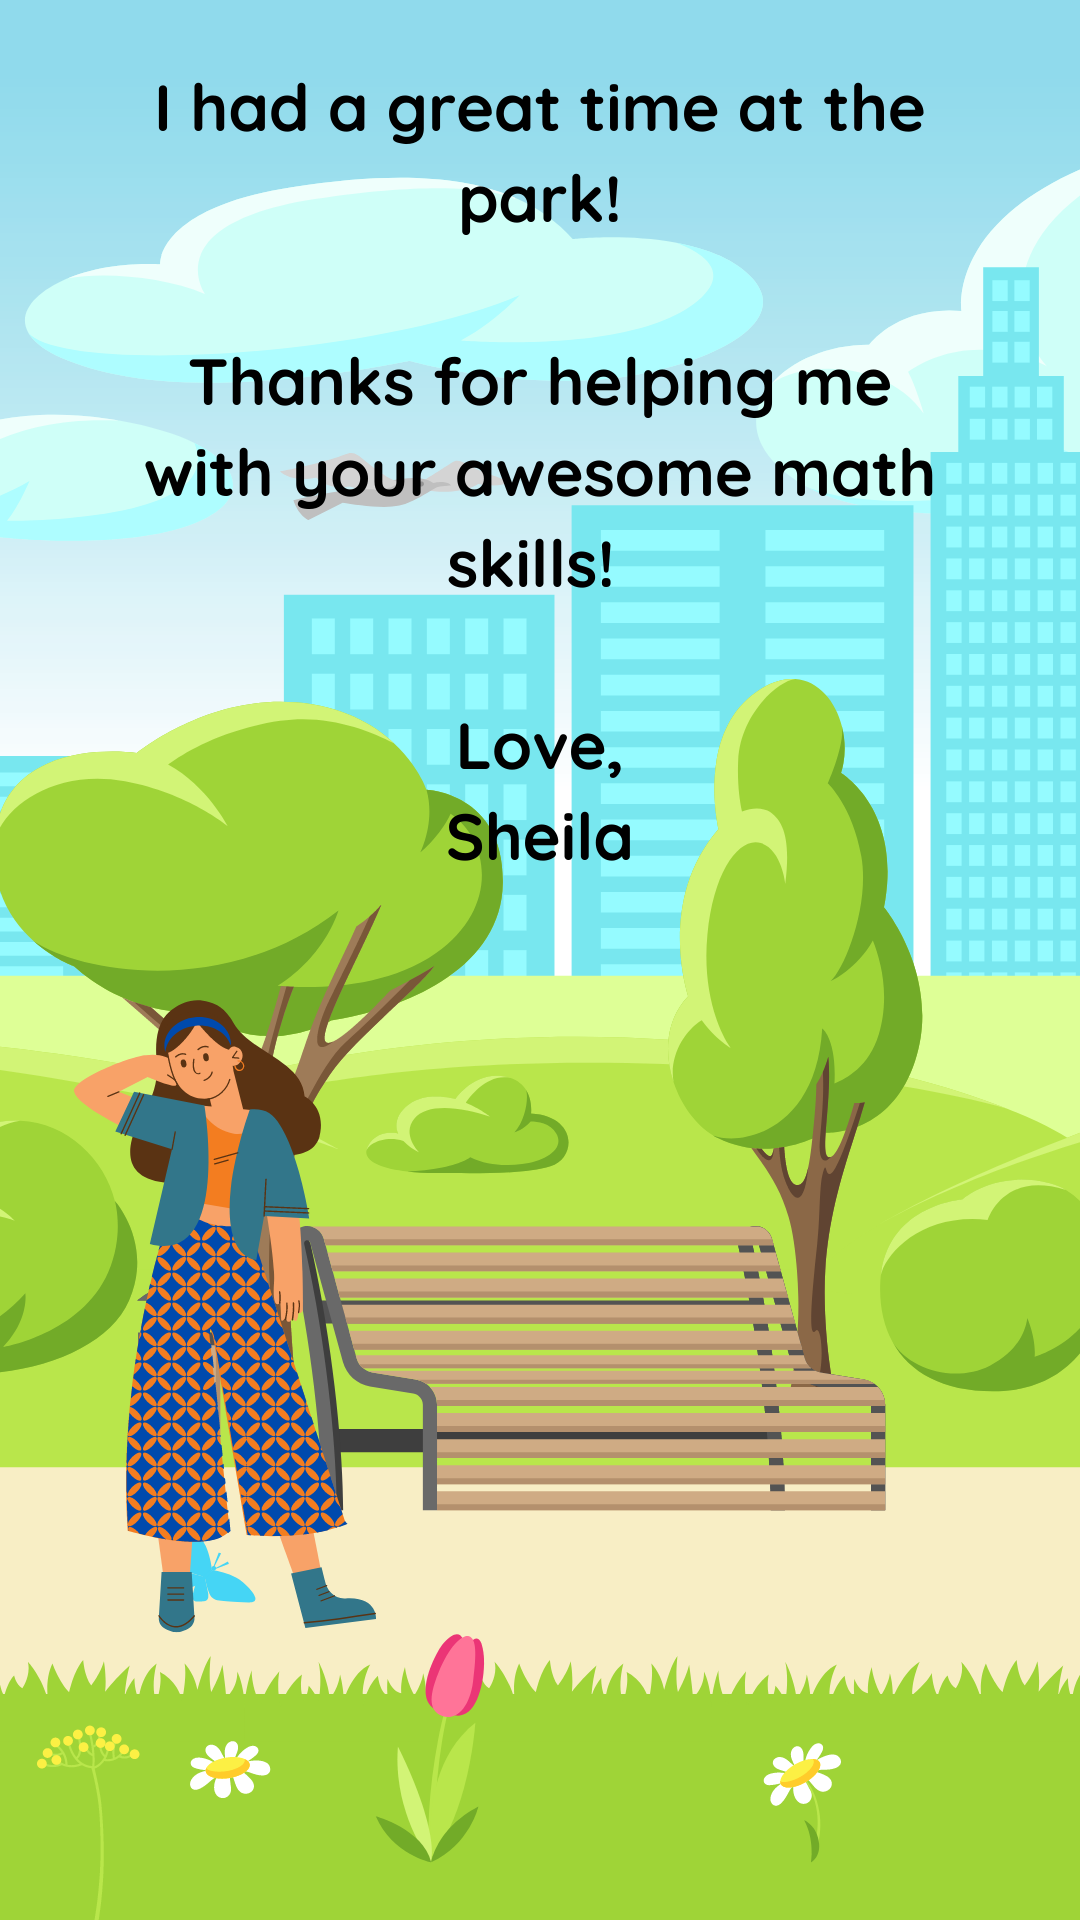 I had a great time at the
park!
Thanks for helping me
with your awesome math
skills!
Love,
Sheila